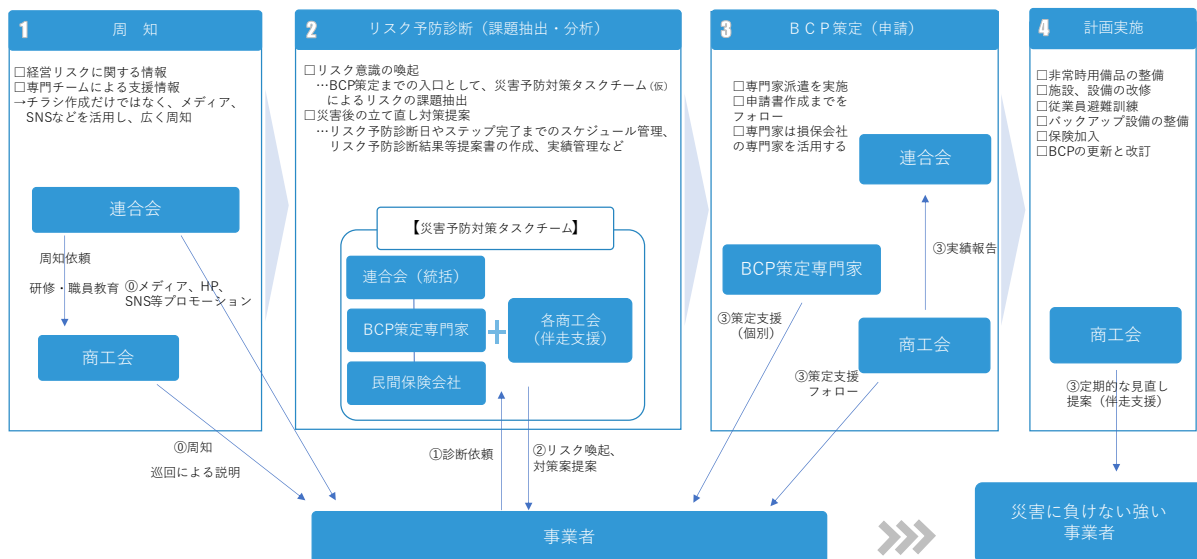 1 周 知
□経営リスクに関する情報
□専門チームによる支援情報
→チラシ作成だけではなく、メディア、
SNSなどを活用し、広く周知
連合会
周知依頼
研修・職員教育
⓪メディア、HP、
SNS等プロモーション
商工会
⓪周知
巡回による説明
2 リスク予防診断（課題抽出・分析）
□リスク意識の喚起
…BCP策定までの入口として、災害予防対策タスクチーム(仮)
によるリスクの課題抽出
□災害後の立て直し対策提案
…リスク予防診断日やステップ完了までのスケジュール管理、
リスク予防診断結果等提案書の作成、実績管理など
【災害予防対策タスクチーム】
連合会（統括）
BCP策定専門家
民間保険会社
+
各商工会
（伴走支援）
①診断依頼
②リスク喚起、
対策案提案
3 ＢＣＰ策定（申請）
□専門家派遣を実施
□申請書作成までを
フォロー
□専門家は損保会社
の専門家を活用する
連合会
③実績報告
BCP策定専門家
③策定支援
（個別）
商工会
③策定支援
フォロー
4 計画実施
□非常時用備品の整備
□施設、設備の改修
□従業員避難訓練
□バックアップ設備の整備
□保険加入
□BCPの更新と改訂
商工会
③定期的な見直し
提案（伴走支援）
事業者
災害に負けない強い
事業者